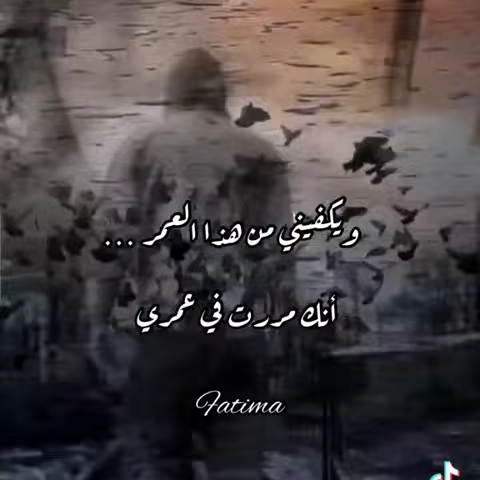 ويكفيني من هذا العمر ...
أنك مررت في عمري
Fatima